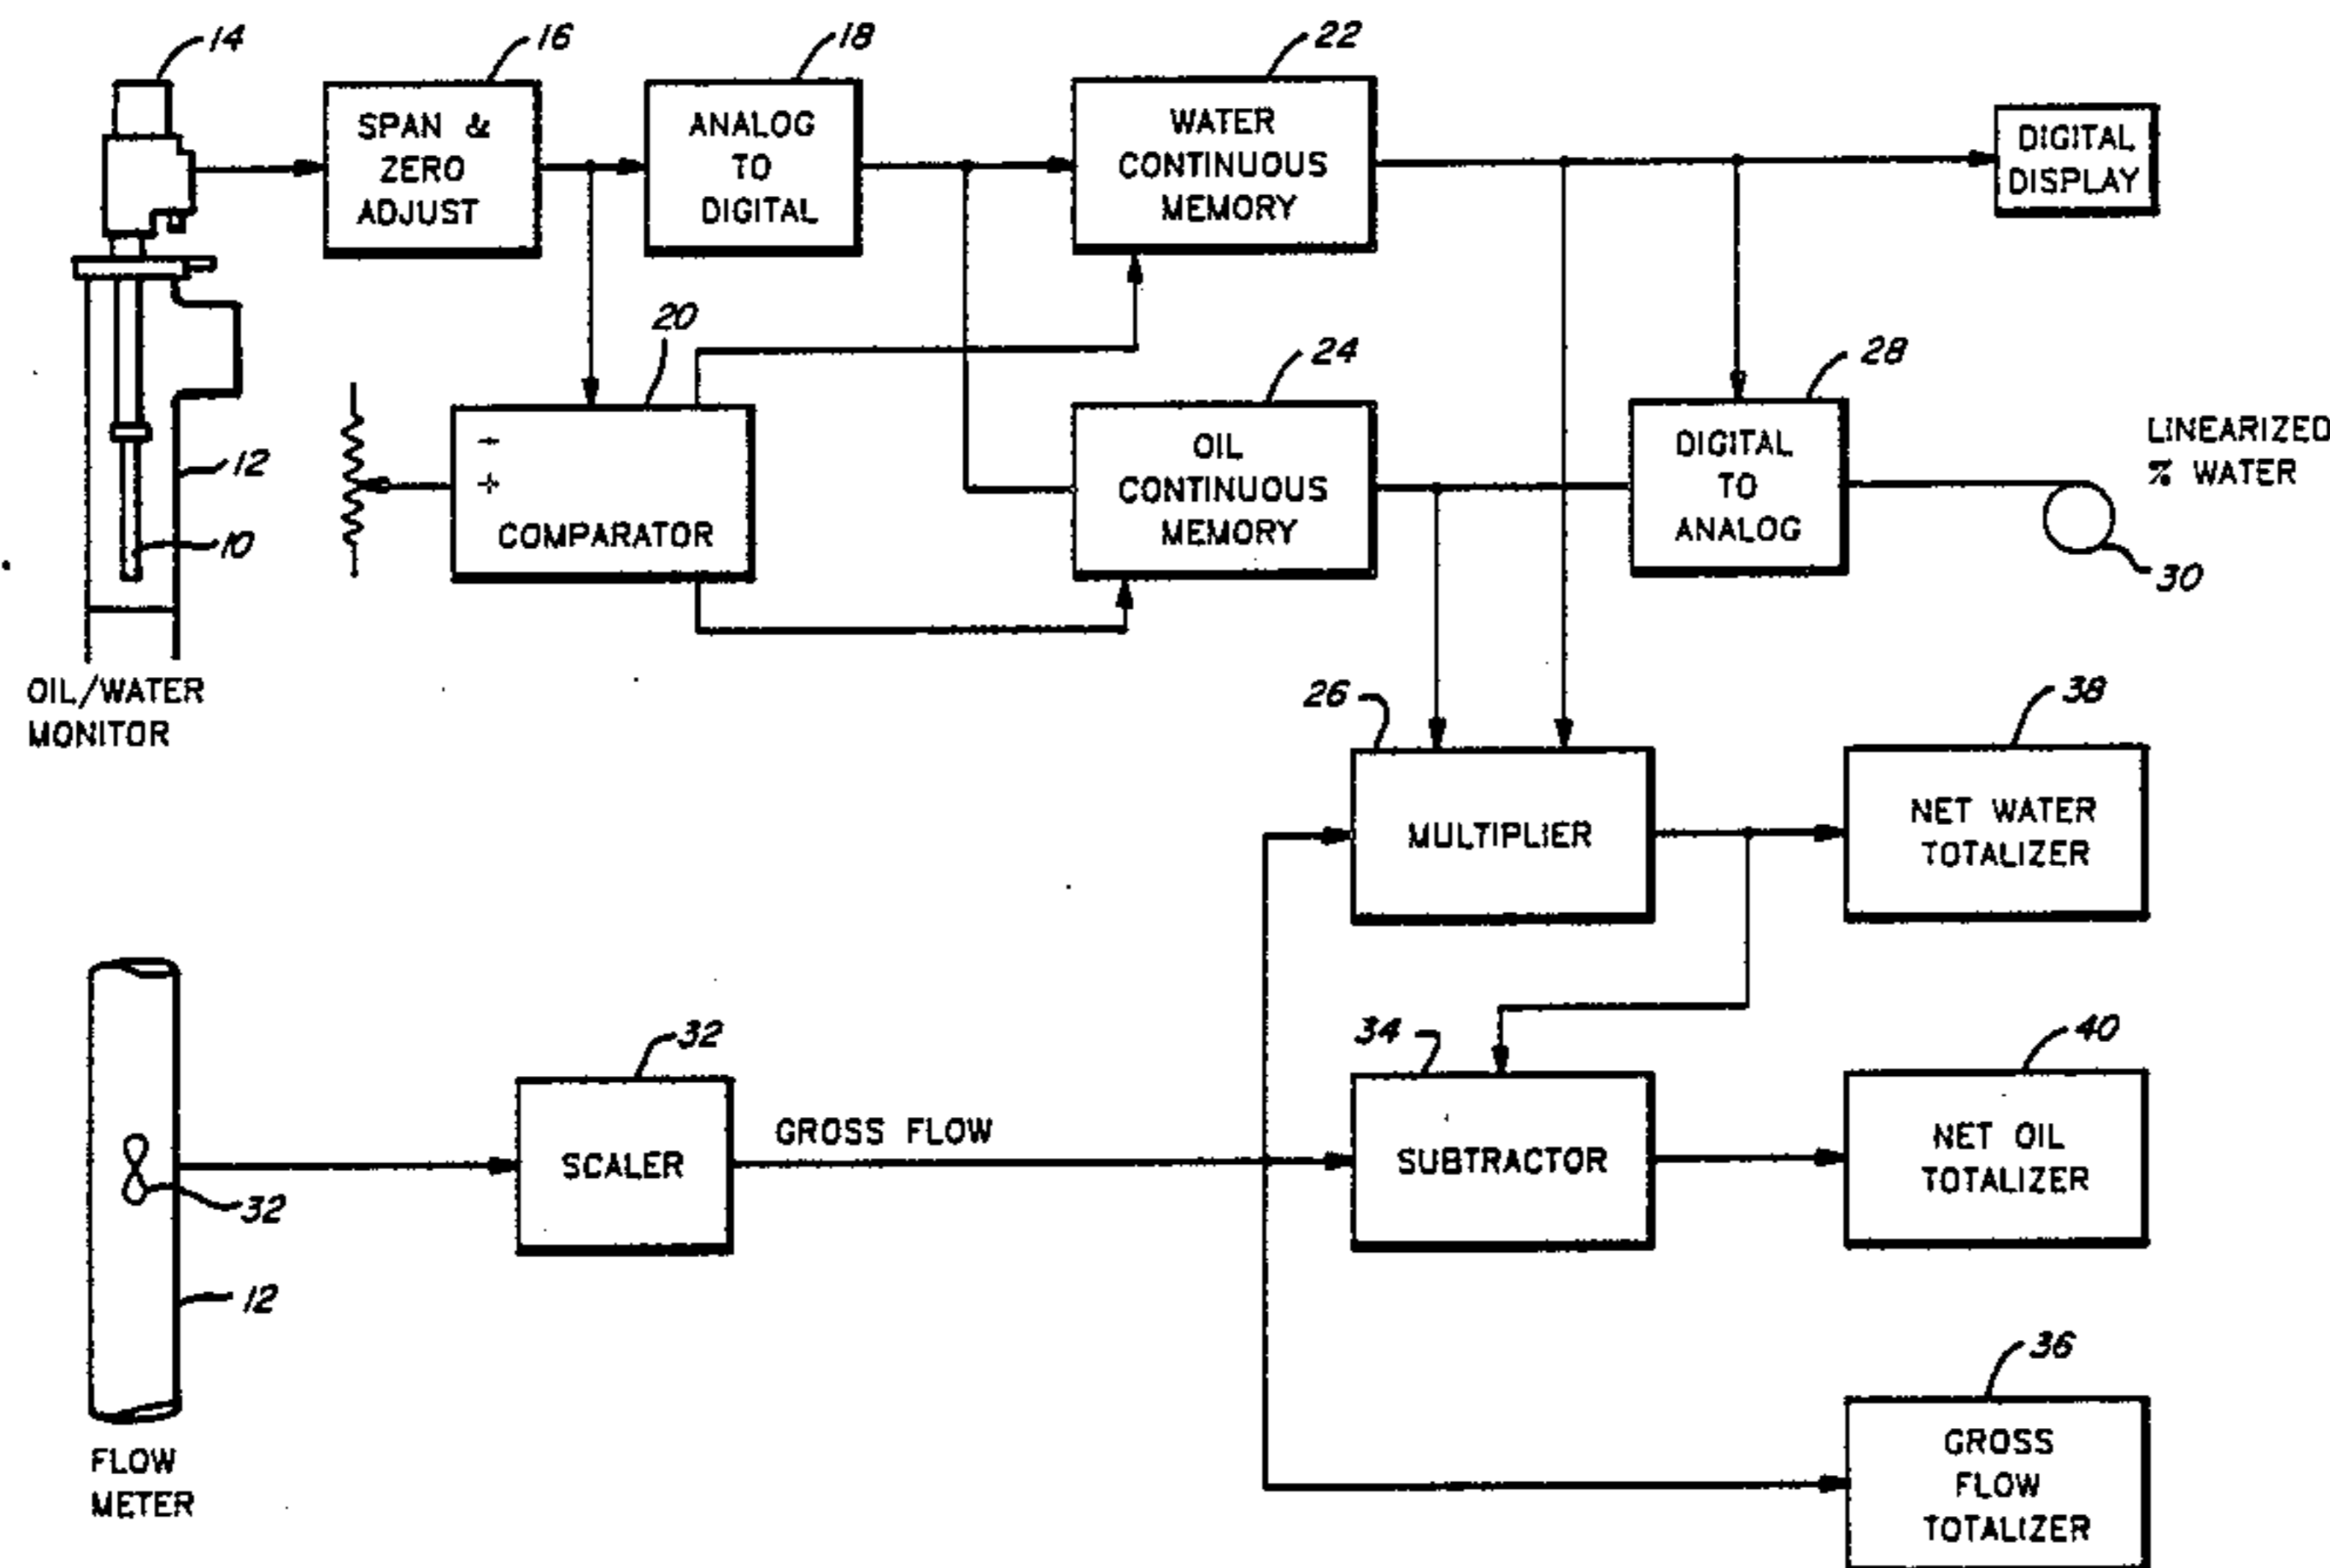 14
16
18
22
SPAN &
ZERO
ADJUST
ANALOG
TO
DIGITAL
WATER
CONTINUOUS
MEMORY
DIGITAL
DISPLAY
20
24
28
12
10
-
+
COMPARATOR
OIL
CONTINUOUS
MEMORY
DIGITAL
TO
ANALOG
LINEARIZED
% WATER
30
OIL/WATER
MONITOR
26
38
MULTIPLIER
NET WATER
TOTALIZER
32
34
40
32
12
SCALER
GROSS FLOW
SUBTRACTOR
NET OIL
TOTALIZER
36
FLOW
METER
GROSS
FLOW
TOTALIZER